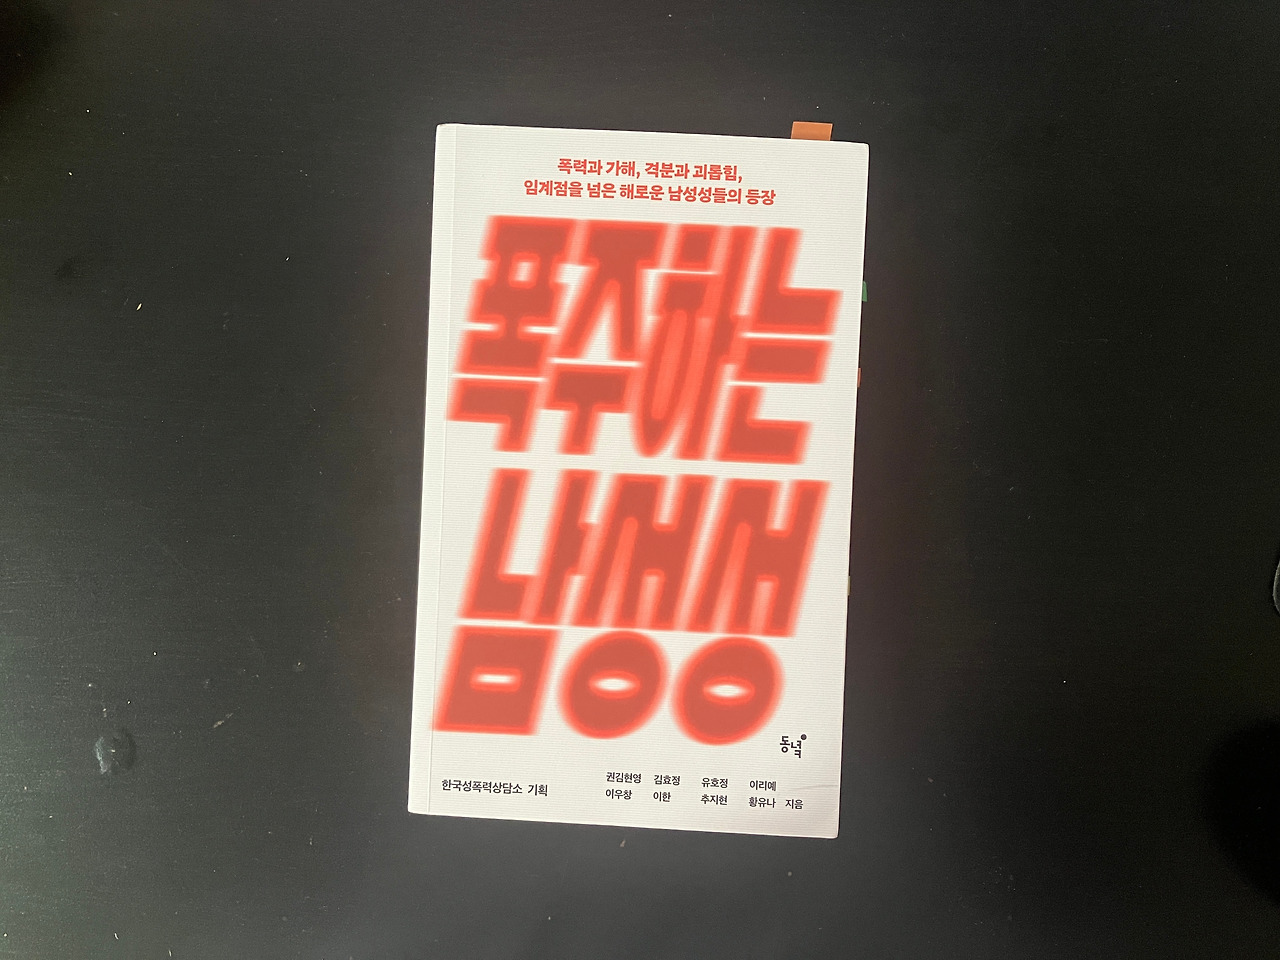 폭력과 가해, 격분과 괴롭힘,
임계점을 넘은 해로운 남성성들의 등장
폭주하는
남성성
동녘
한국성폭력상담소 기획
권김현영 김효정 유호정 이리예
이우창 이한 추지현 황유나 지음